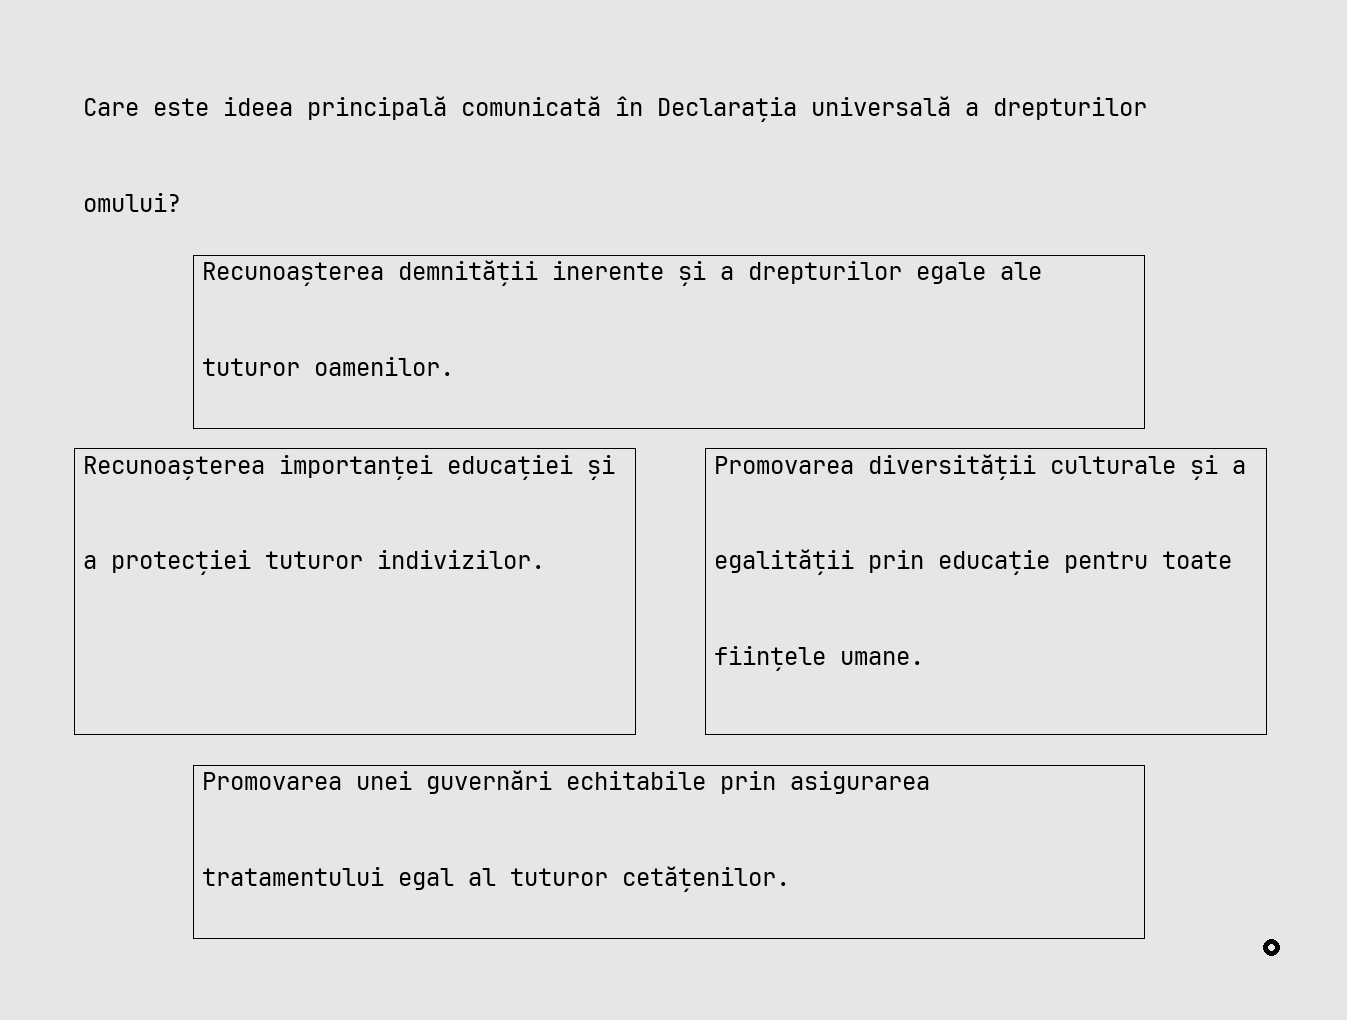 Care este ideea principală comunicată în Declarația universală a drepturilor
omului?
Recunoașterea demnității inerente și a drepturilor egale ale
tuturor oamenilor.
Recunoașterea importanței educației și
a protecției tuturor indivizilor.
Promovarea diversității culturale și a
egalității prin educație pentru toate
ființele umane.
Promovarea unei guvernări echitabile prin asigurarea
tratamentului egal al tuturor cetățenilor.